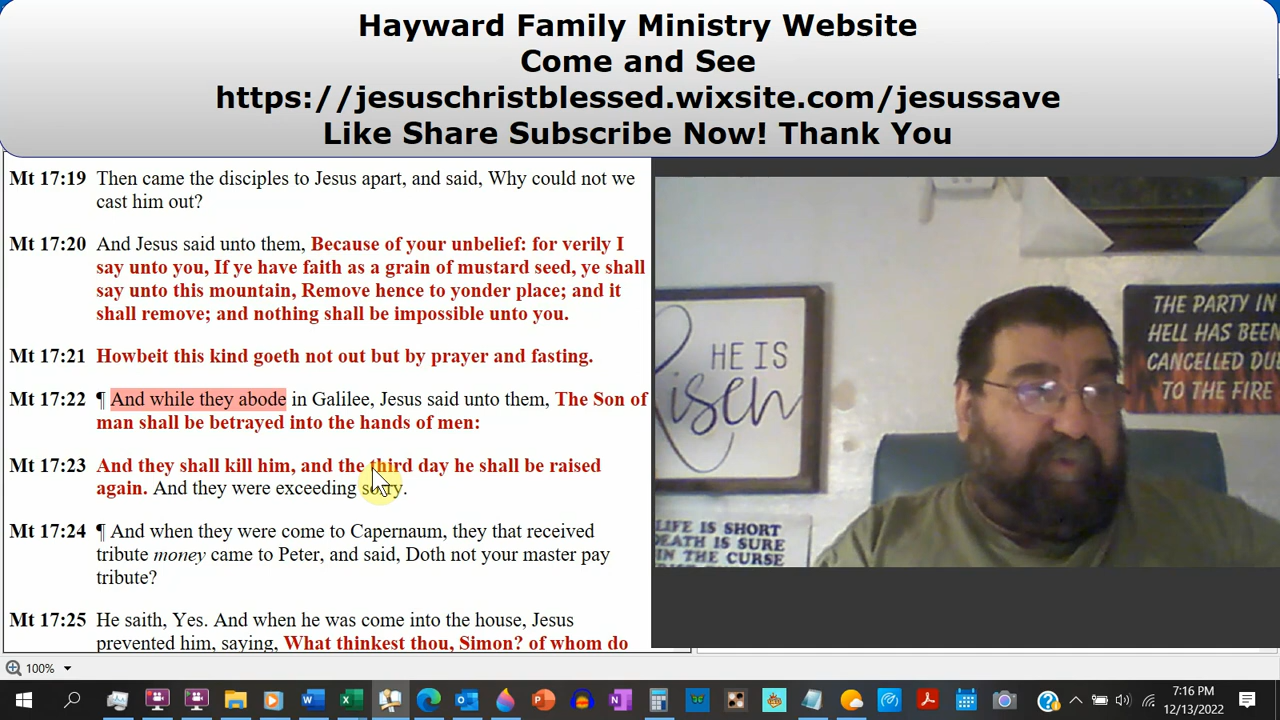 Hayward Family Ministry Website
Come and See
https://jesuschristblessed.wixsite.com/jesussave
Like Share Subscribe Now! Thank You
Mt 17:19 Then came the disciples to Jesus apart, and said, Why could not we
cast him out?
Mt 17:20 And Jesus said unto them, Because of your unbelief: for verily I
say unto you, If ye have faith as a grain of mustard seed, ye shall
say unto this mountain, Remove hence to yonder place; and it
shall remove; and nothing shall be impossible unto you.
Mt 17:21 Howbeit this kind goeth not out but by prayer and fasting.
Mt 17:22 ¶ And while they abode in Galilee, Jesus said unto them, The Son of
man shall be betrayed into the hands of men:
Mt 17:23 And they shall kill him, and the third day he shall be raised
again. And they were exceeding sorry.
Mt 17:24 ¶ And when they were come to Capernaum, they that received
tribute money came to Peter, and said, Doth not your master pay
tribute?
Mt 17:25 He saith, Yes. And when he was come into the house, Jesus
prevented him, saying, What thinkest thou, Simon? of whom do
HE IS
Risen
THE PARTY IN
HELL HAS BEEN
CANCELLED DUE
TO THE FIRE
LIFE IS SHORT
DEATH IS SURE
IN THE CURSE
100%
7:16 PM
12/13/2022